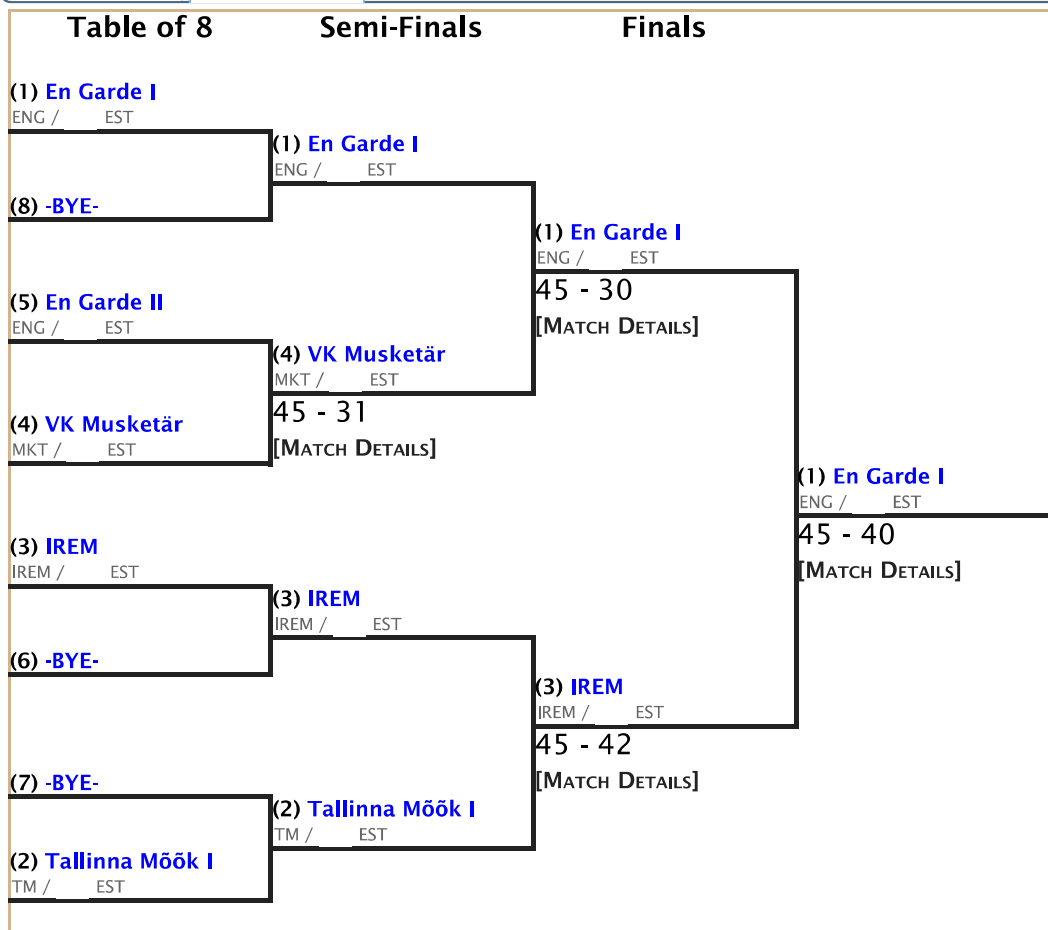 Table of 8 Semi-Finals Finals
(1) En Garde I
ENG / EST
(8) -BYE-
(5) En Garde II
ENG / EST
(4) VK Musketär
MKT / EST
(3) IREM
IREM / EST
(6) -BYE-
(7) -BYE-
(2) Tallinna Mõõk I
TM / EST
(1) En Garde I
ENG / EST
(4) VK Musketär
MKT / EST
45 - 31
[Match Details]
(3) IREM
IREM / EST
(2) Tallinna Mõõk I
TM / EST
(1) En Garde I
ENG / EST
45 - 30
[Match Details]
(3) IREM
IREM / EST
45 - 42
[Match Details]
(1) En Garde I
ENG / EST
45 - 40
[Match Details]